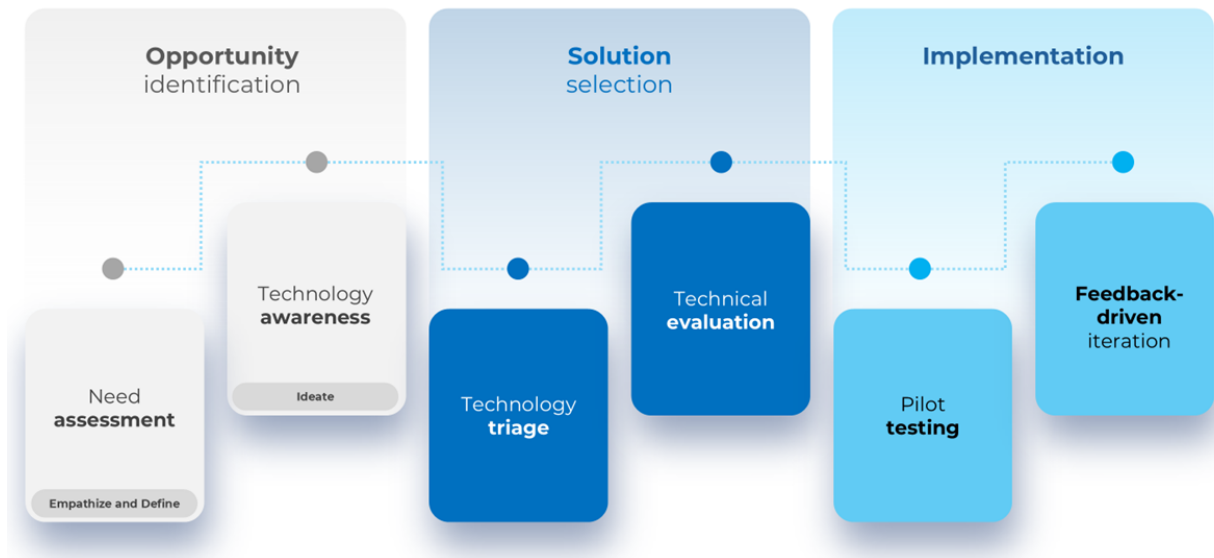 Opportunity
identification
Need
assessment
Empathize and Define
Technology
awareness
Ideate
Solution
selection
Technology
triage
Technical
evaluation
Implementation
Pilot
testing
Feedback-
driven
iteration